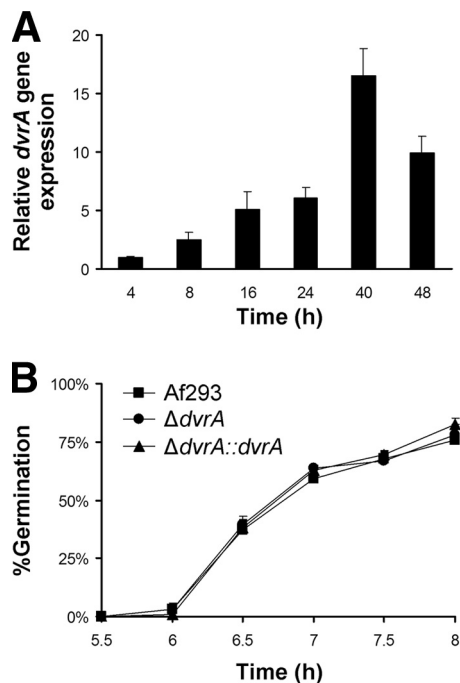 A
Relative dvrA gene
expression
20
15
10
5
0
4 8 16 24 40 48
Time (h)
B
%Germination
100%
75%
50%
25%
0%
Af293
ΔdvrA
ΔdvrA::dvrA
5.5 6 6.5 7 7.5 8
Time (h)